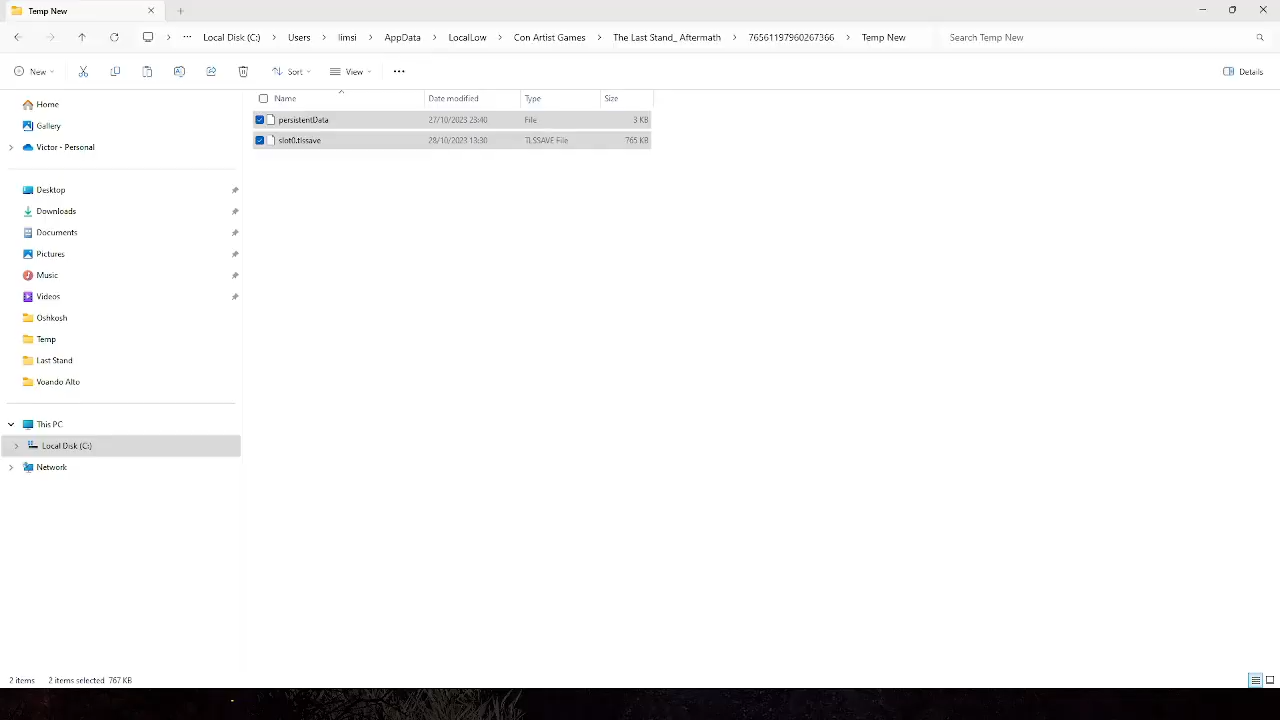 Temp New
Local Disk (C:) Users limsi AppData LocalLow Con Artist Games The Last Stand_ Aftermath 76561197960267366 Temp New Search Temp New
New Sort View Details
Name Date modified Type Size
persistentData 27/10/2023 23:40 File 3 KB
slot0.tlssave 28/10/2023 13:30 TLSSAVE File 765 KB
Home
Gallery
Victor - Personal
Desktop
Downloads
Documents
Pictures
Music
Videos
Oshkosh
Temp
Last Stand
Voando Alto
This PC
Local Disk (C:)
Network
2 items 2 items selected 767 KB